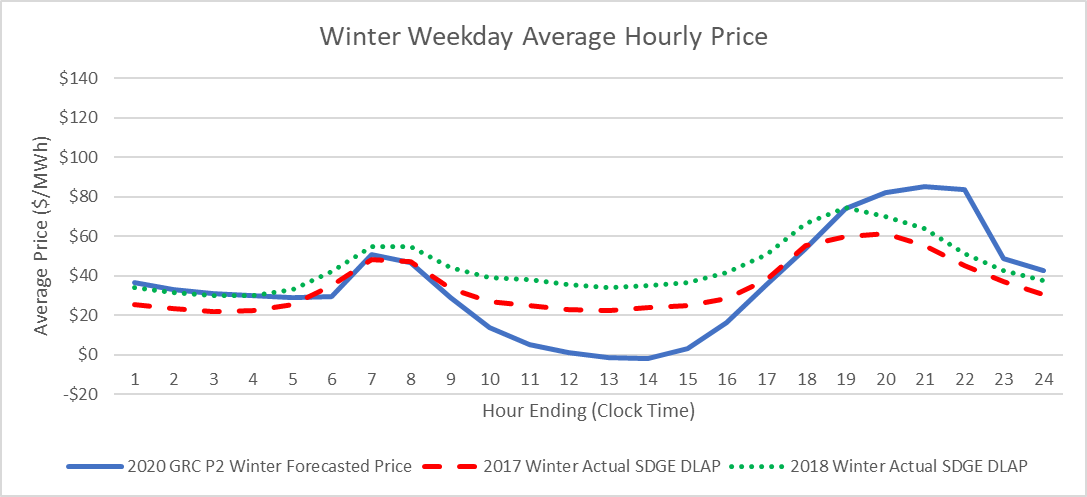 Winter Weekday Average Hourly Price
Average Price ($/MWh)
$140
$120
$100
$80
$60
$40
$20
$0
-$20
1 2 3 4 5 6 7 8 9 10 11 12 13 14 15 16 17 18 19 20 21 22 23 24
Hour Ending (Clock Time)
2020 GRC P2 Winter Forecasted Price 2017 Winter Actual SDGE DLAP 2018 Winter Actual SDGE DLAP